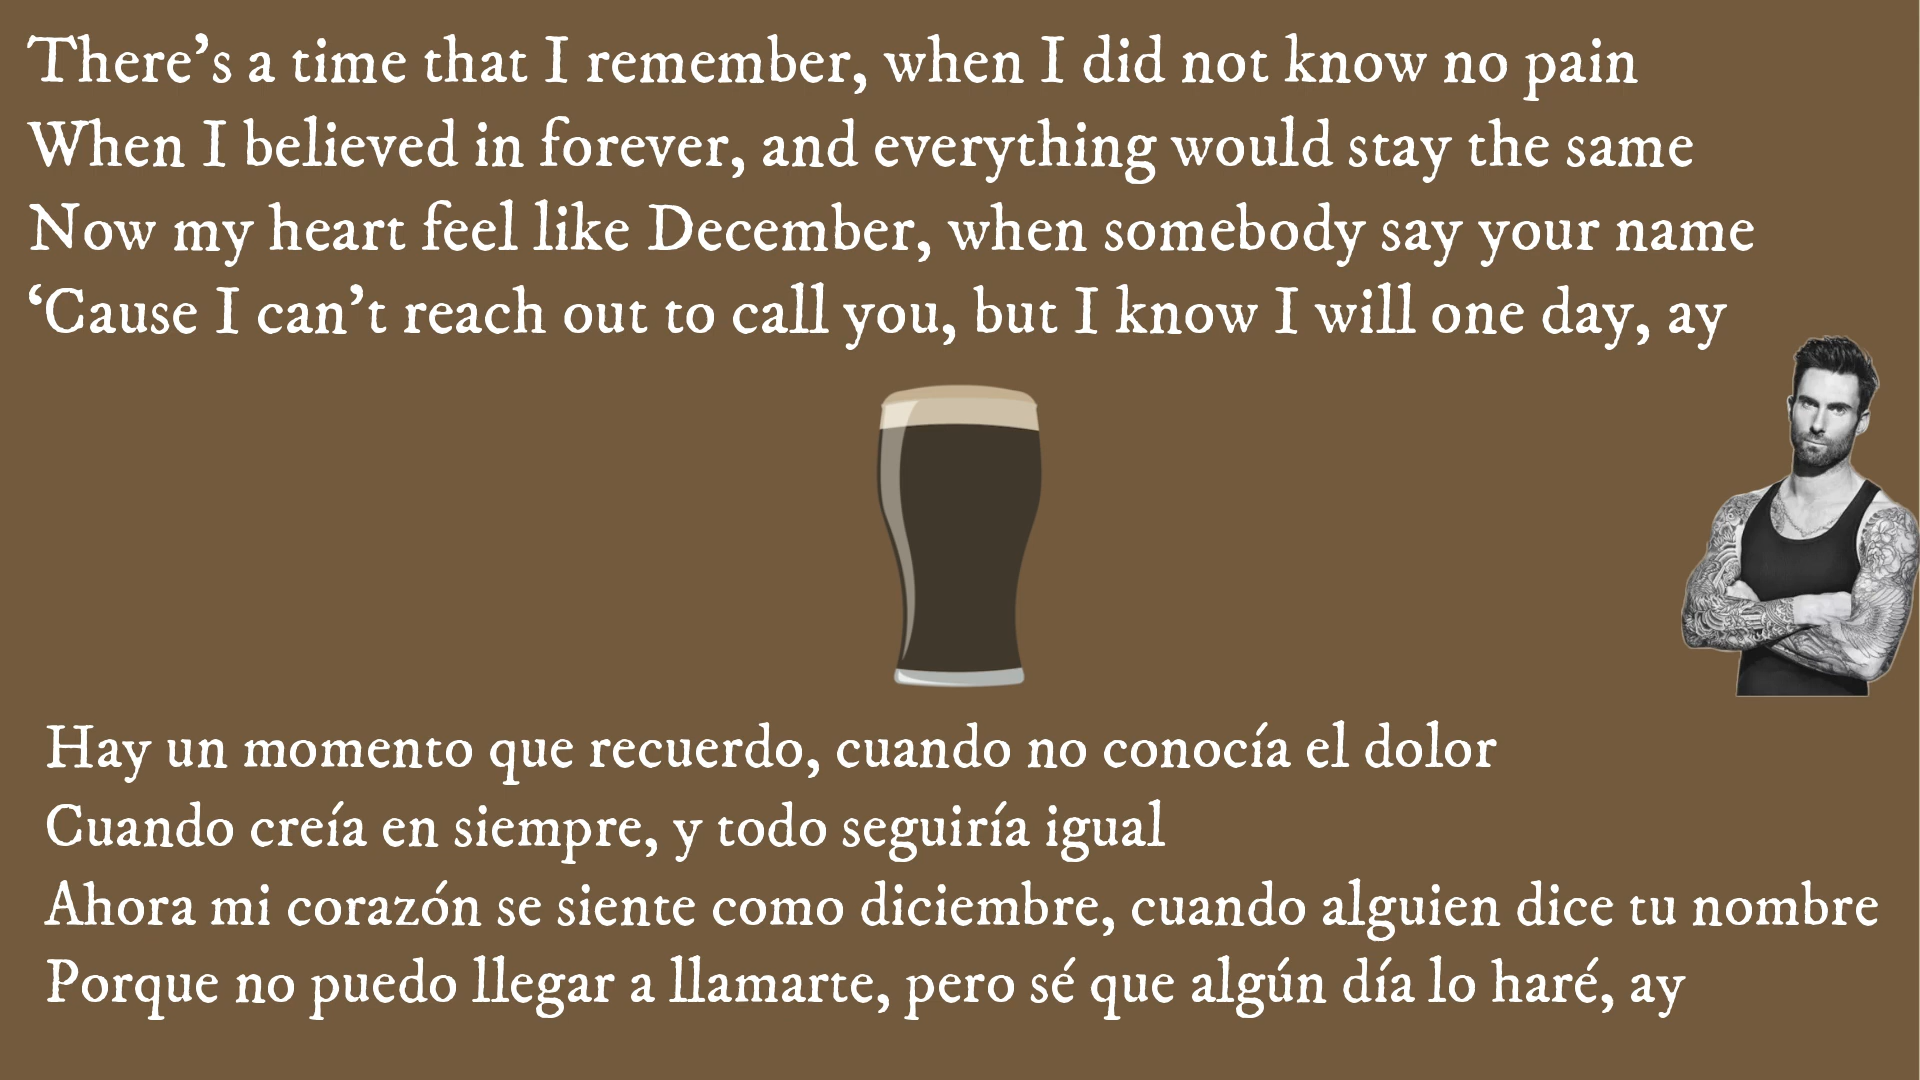 There's a time that I remember, when I did not know no pain
When I believed in forever, and everything would stay the same
Now my heart feel like December, when somebody say your name
‘Cause I can't reach out to call you, but I know I will one day, ay
Hay un momento que recuerdo, cuando no conocía el dolor
Cuando creía en siempre, y todo seguiría igual
Ahora mi corazón se siente como diciembre, cuando alguien dice tu nombre
Porque no puedo llegar a llamarte, pero sé que algún día lo haré, ay